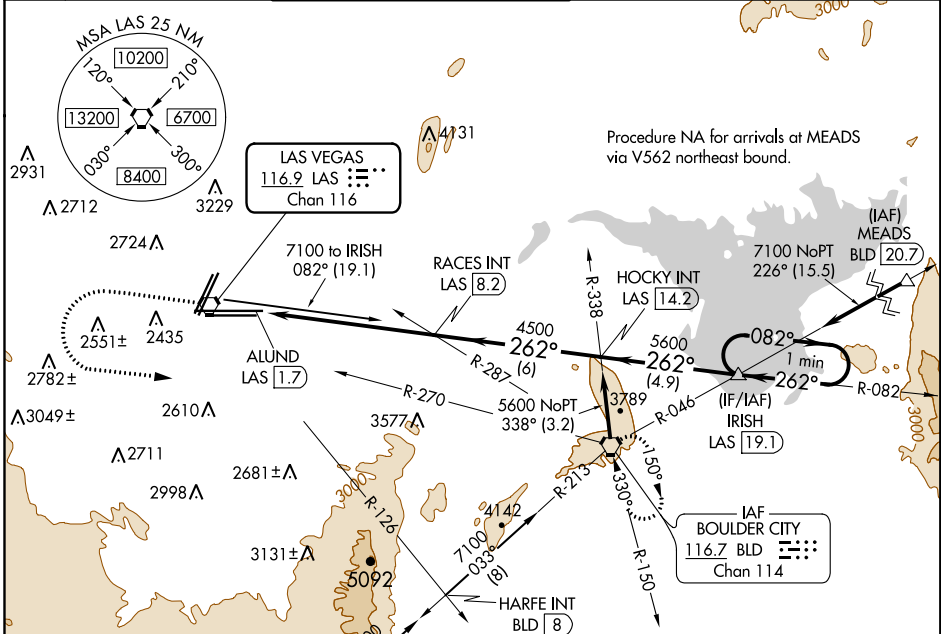 MSA LAS 25 NM
10200
120°
210°
13200
6700
030°
300°
8400
2931
2712
3229
2724
4131
LAS VEGAS
116.9 LAS
Chan 116
Procedure NA for arrivals at MEADS
via V562 northeast bound.
(IAF)
MEADS
BLD 20.7
7100 NoPT
226° (15.5)
7100 to IRISH
082° (19.1)
RACES INT
LAS 8.2
HOCKY INT
LAS 14.2
R-338
4500
262°
(6)
5600
262°
(4.9)
082°
1 min
262°
R-082
3000
(IF/IAF)
IRISH
LAS 19.1
R-046
ALUND
LAS 1.7
R-287
R-270
5600 NoPT
338° (3.2)
3789
2551±
2435
2782±
3049±
2610
3577
2711
2681±
2998
3000
R-126
R-213
150°
330°
R-150
4142
7100
033°
(8)
3131±
5092
IAF
BOULDER CITY
116.7 BLD
Chan 114
HARFE INT
BLD 8